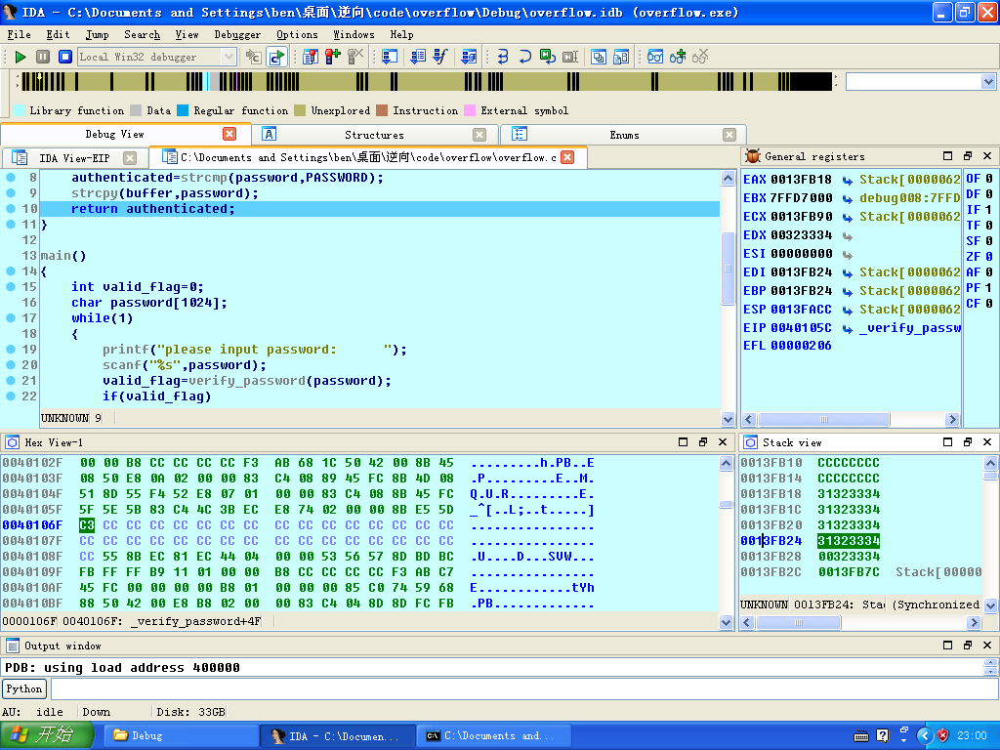 IDA - C:\Documents and Settings\ben\桌面\逆向\code\overflow\Debug\overflow.idb (overflow.exe)
File Edit Jump Search View Debugger Options Windows Help
Local Win32 debugger
Library function Data Regular function Unexplored Instruction External symbol
Debug View Structures Enums
IDA View-EIP C:\Documents and Settings\ben\桌面\逆向\code\overflow\overflow.c
8 authenticated=strcmp(password,PASSWORD);
9 strcpy(buffer,password);
10 return authenticated;
11 }
12
13 main()
14 {
15 int valid_flag=0;
16 char password[1024];
17 while(1)
18 {
19 printf("please input password:      ");
20 scanf("%s",password);
21 valid_flag=verify_password(password);
22 if(valid_flag)
UNKNOWN 9
General registers
EAX 0013FB18 Stack[0000062
EBX 7FFD7000 debug008:7FFD
ECX 0013FB90 Stack[0000062
EDX 00323334
ESI 00000000
EDI 0013FB24 Stack[0000062
EBP 0013FB24 Stack[0000062
ESP 0013FACC Stack[0000062
EIP 0040105C _verify_passw
EFL 00000206
OF 0
DF 0
IF 1
TF 0
SF 0
ZF 0
AF 0
PF 1
CF 0
Hex View-1
0040102F 00 00 B8 CC CC CC CC F3 AB 68 1C 50 42 00 8B 45 .........h.PB..E
0040103F 08 50 E8 0A 02 00 00 83 C4 08 89 45 FC 8B 4D 08 .P.........E..M.
0040104F 51 8D 55 F4 52 E8 07 01 00 00 83 C4 08 8B 45 FC Q.U.R.........E.
0040105F 5F 5E 5B 83 C4 4C 3B EC E8 74 02 00 00 8B E5 5D _^[..L;..t.....]
0040106F C3 CC CC CC CC CC CC CC CC CC CC CC CC CC CC CC ................
0040107F CC CC CC CC CC CC CC CC CC CC CC CC CC CC CC CC ................
0040108F CC 55 8B EC 81 EC 44 04 00 00 53 56 57 8D BD BC .U....D...SVW...
0040109F FB FF FF B9 11 01 00 00 B8 CC CC CC CC F3 AB C7 ................
004010AF 45 FC 00 00 00 00 B8 01 00 00 00 85 C0 74 59 68 E............tYh
004010BF 88 50 42 00 E8 B8 02 00 00 83 C4 04 8D 8D FC FB .PB.............
0000106F 0040106F: _verify_password+4F
Stack view
0013FB10 CCCCCCCC
0013FB14 CCCCCCCC
0013FB18 31323334
0013FB1C 31323334
0013FB20 31323334
0013FB24 31323334
0013FB28 00323334
0013FB2C 0013FB7C Stack[00000
UNKNOWN 0013FB24: Stac (Synchronized
Output window
PDB: using load address 400000
Python
AU: idle Down Disk: 33GB
开始 Debug IDA - C:\Documen... C:\Documents and... 23:00